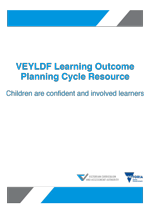 VEYLDF Learning Outcome
Planning Cycle Resource
Children are confident and involved learners